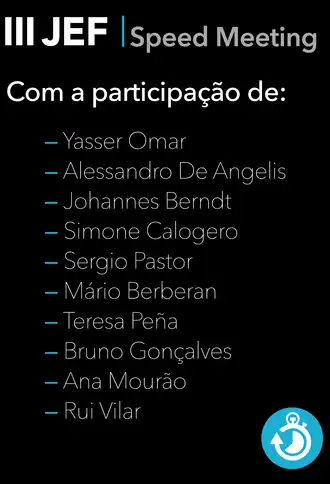 III JEF | Speed Meeting
Com a participação de:
– Yasser Omar
– Alessandro De Angelis
– Johannes Berndt
– Simone Calogero
– Sergio Pastor
– Mário Berberan
– Teresa Peña
– Bruno Gonçalves
– Ana Mourão
– Rui Vilar